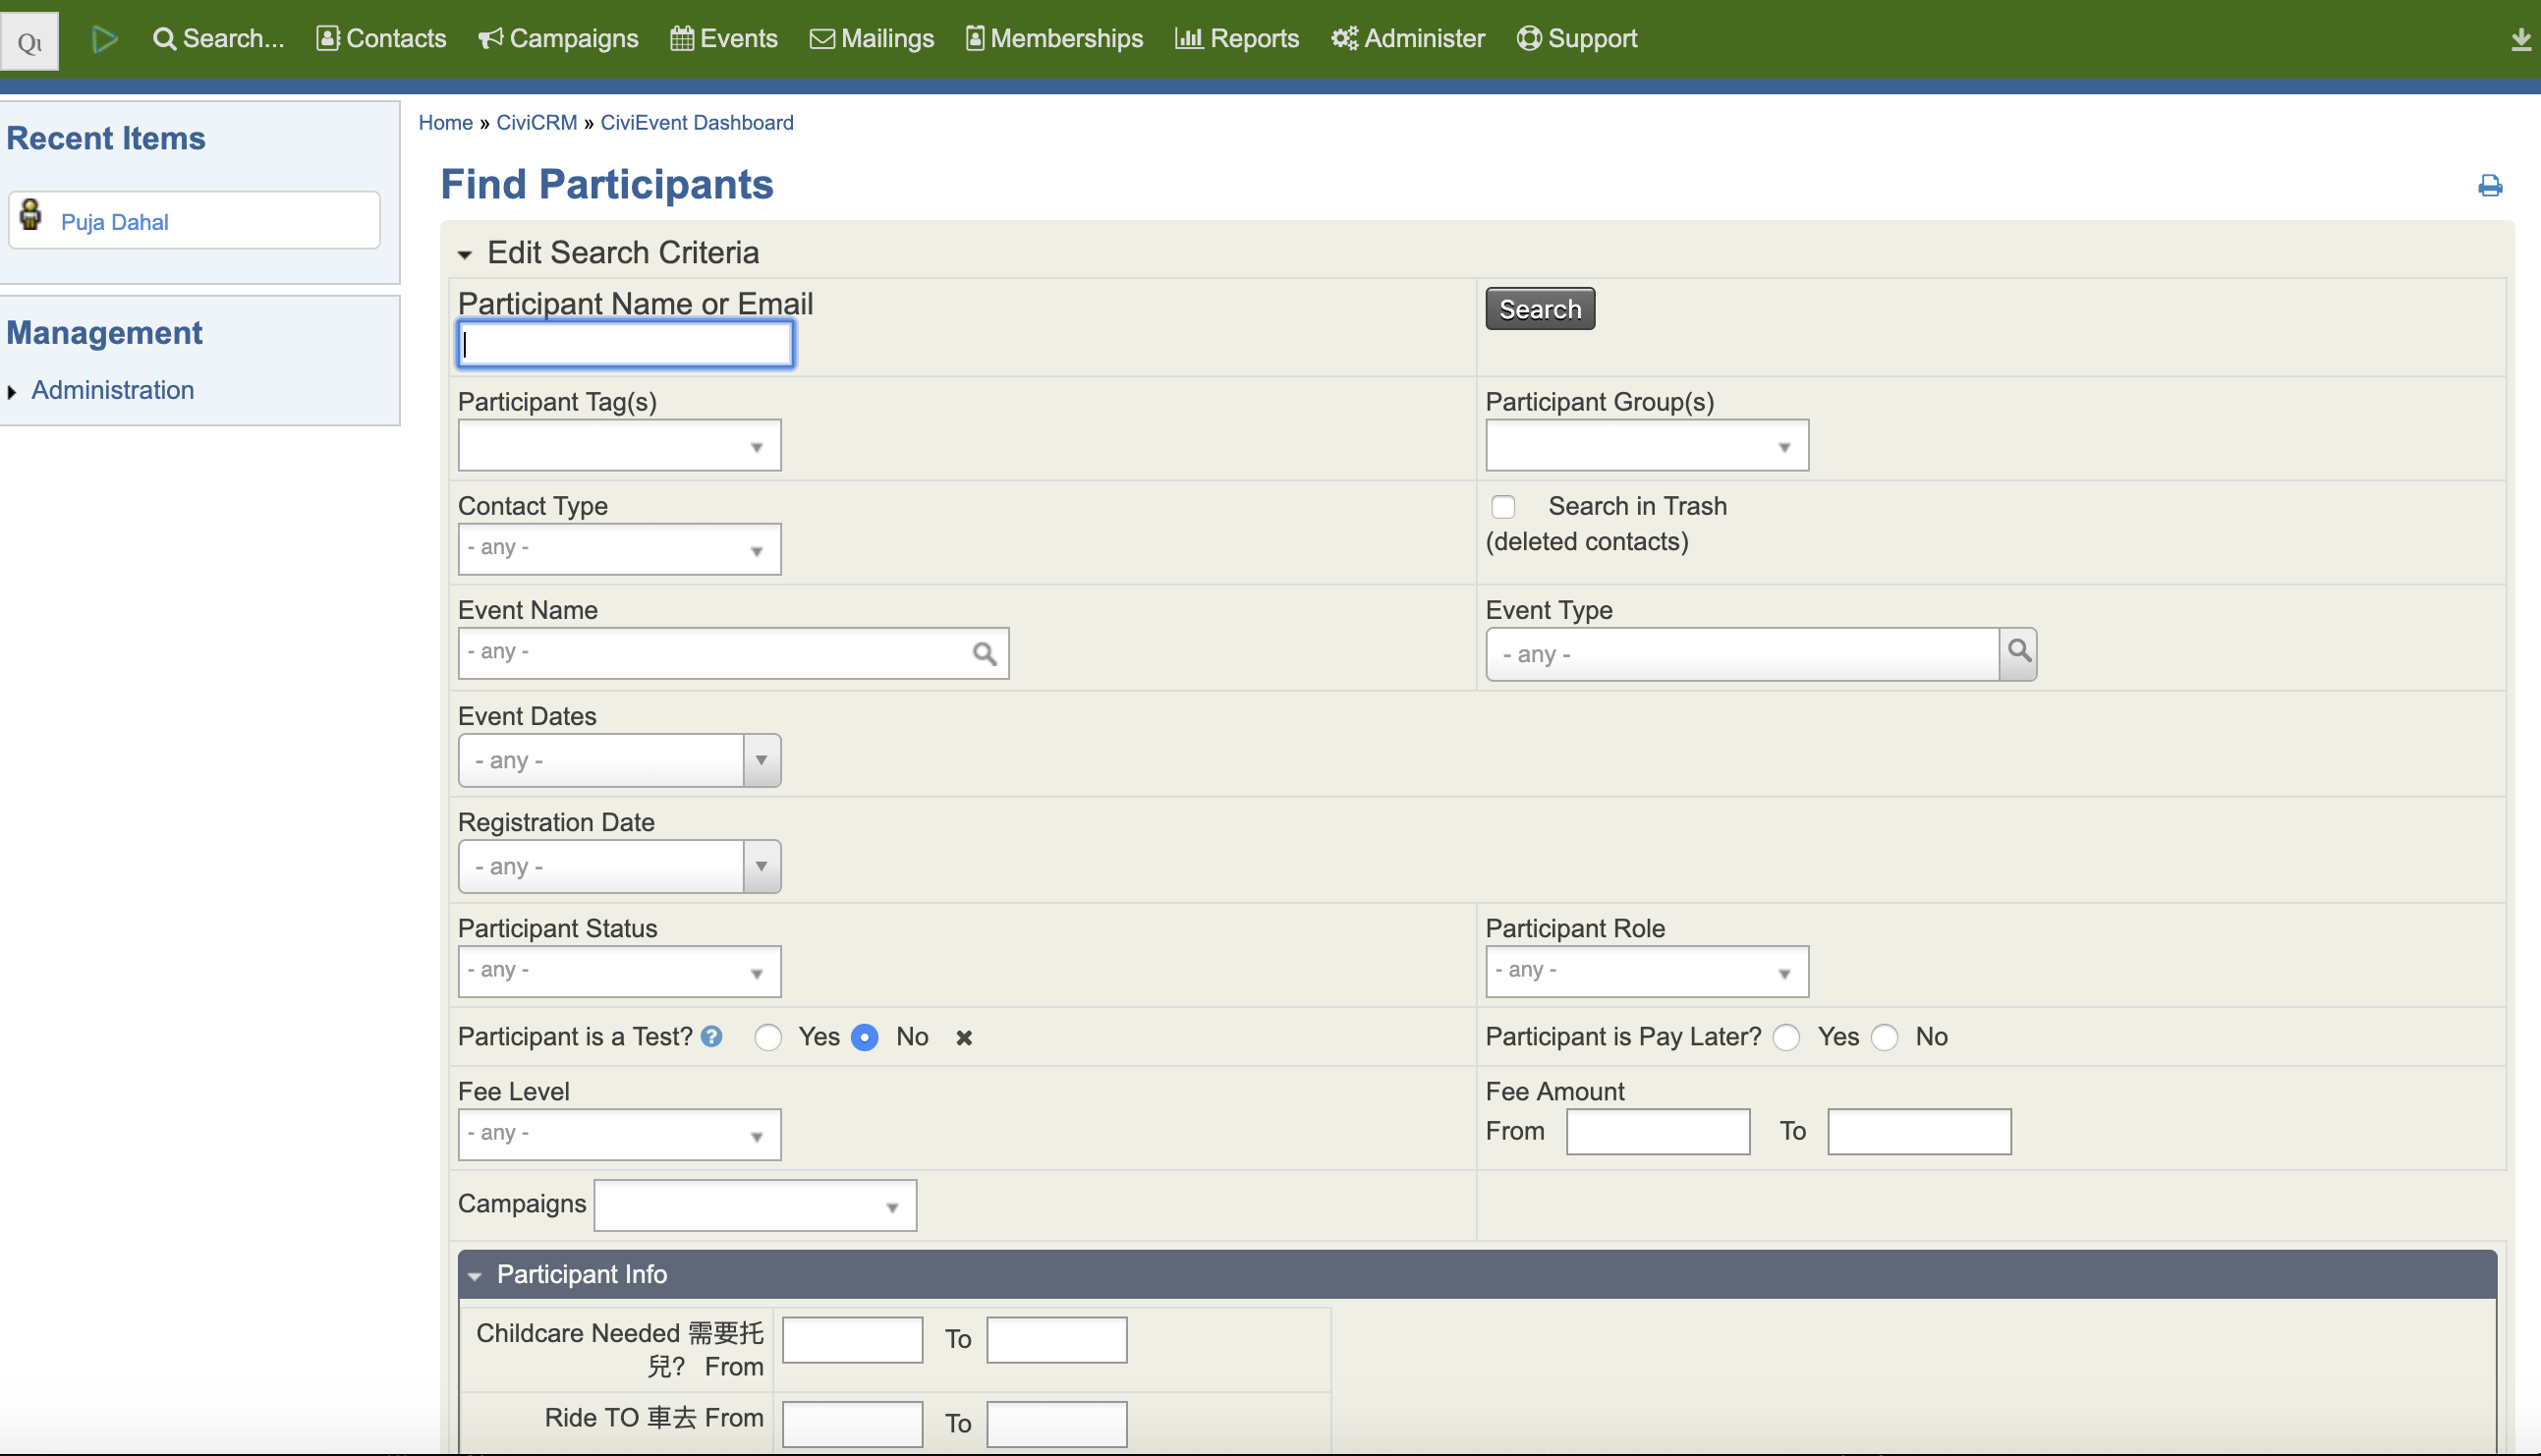 Qu
Search...
Contacts
Campaigns
Events
Mailings
Memberships
Reports
Administer
Support
Recent Items
Puja Dahal
Management
Administration
Home » CiviCRM » CiviEvent Dashboard
Find Participants
Edit Search Criteria
Participant Name or Email
Search
Participant Tag(s)
Participant Group(s)
Contact Type
- any -
Search in Trash
(deleted contacts)
Event Name
- any -
Event Type
- any -
Event Dates
- any -
Registration Date
- any -
Participant Status
- any -
Participant Role
- any -
Participant is a Test? ? Yes No ✖
Participant is Pay Later? Yes No
Fee Level
- any -
Fee Amount
From To
Campaigns
Participant Info
Childcare Needed 需要托
兒? From To
Ride TO 車去 From To